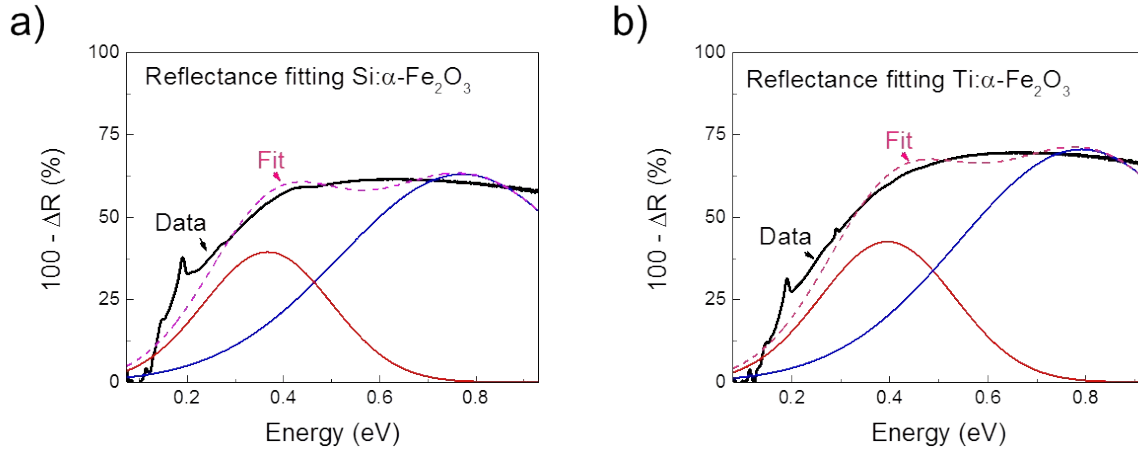 a)
100
75
50
25
0
100 - ΔR (%)
Reflectance fitting Si:α-Fe₂O₃
Fit
Data
0.2 0.4 0.6 0.8
Energy (eV)
b)
100
75
50
25
0
100 - ΔR (%)
Reflectance fitting Ti:α-Fe₂O₃
Fit
Data
0.2 0.4 0.6 0.8
Energy (eV)